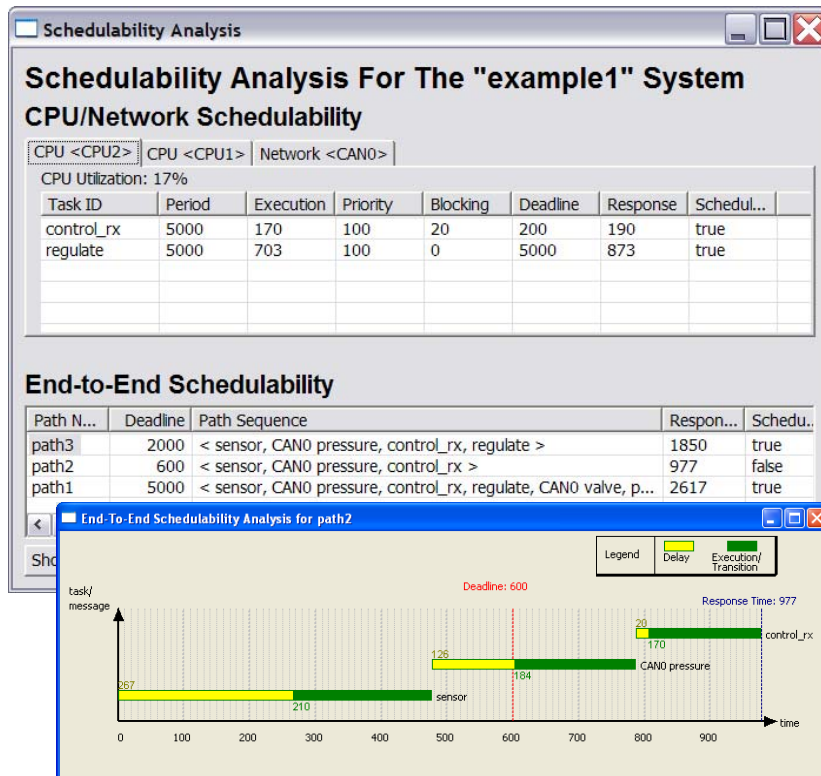 Schedulability Analysis
Schedulability Analysis For The "example1" System
CPU/Network Schedulability
CPU <CPU2> CPU <CPU1> Network <CAN0>
CPU Utilization: 17%
Task ID Period Execution Priority Blocking Deadline Response Schedul...
control_rx 5000 170 100 20 200 190 true
regulate 5000 703 100 0 5000 873 true
End-to-End Schedulability
Path N... Deadline Path Sequence Respon... Schedu..
path3 2000 < sensor, CAN0 pressure, control_rx, regulate > 1850 true
path2 600 < sensor, CAN0 pressure, control_rx > 977 false
path1 5000 < sensor, CAN0 pressure, control_rx, regulate, CAN0 valve, p... 2617 true
Sho
End-To-End Schedulability Analysis for path2
Legend Delay Execution/
Transition
Deadline: 600
task/
message
Response Time: 977
20
control_rx
170
126
CAN0 pressure
184
267
sensor
210
time
0 100 200 300 400 500 600 700 800 900